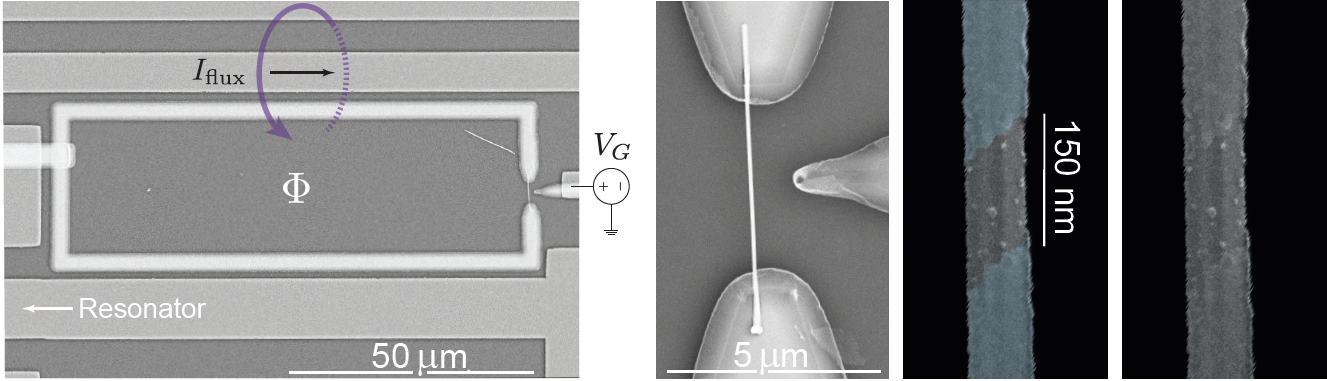 I_flux
Φ
V_G
+ −
Resonator
50 μm
5 μm
150 nm